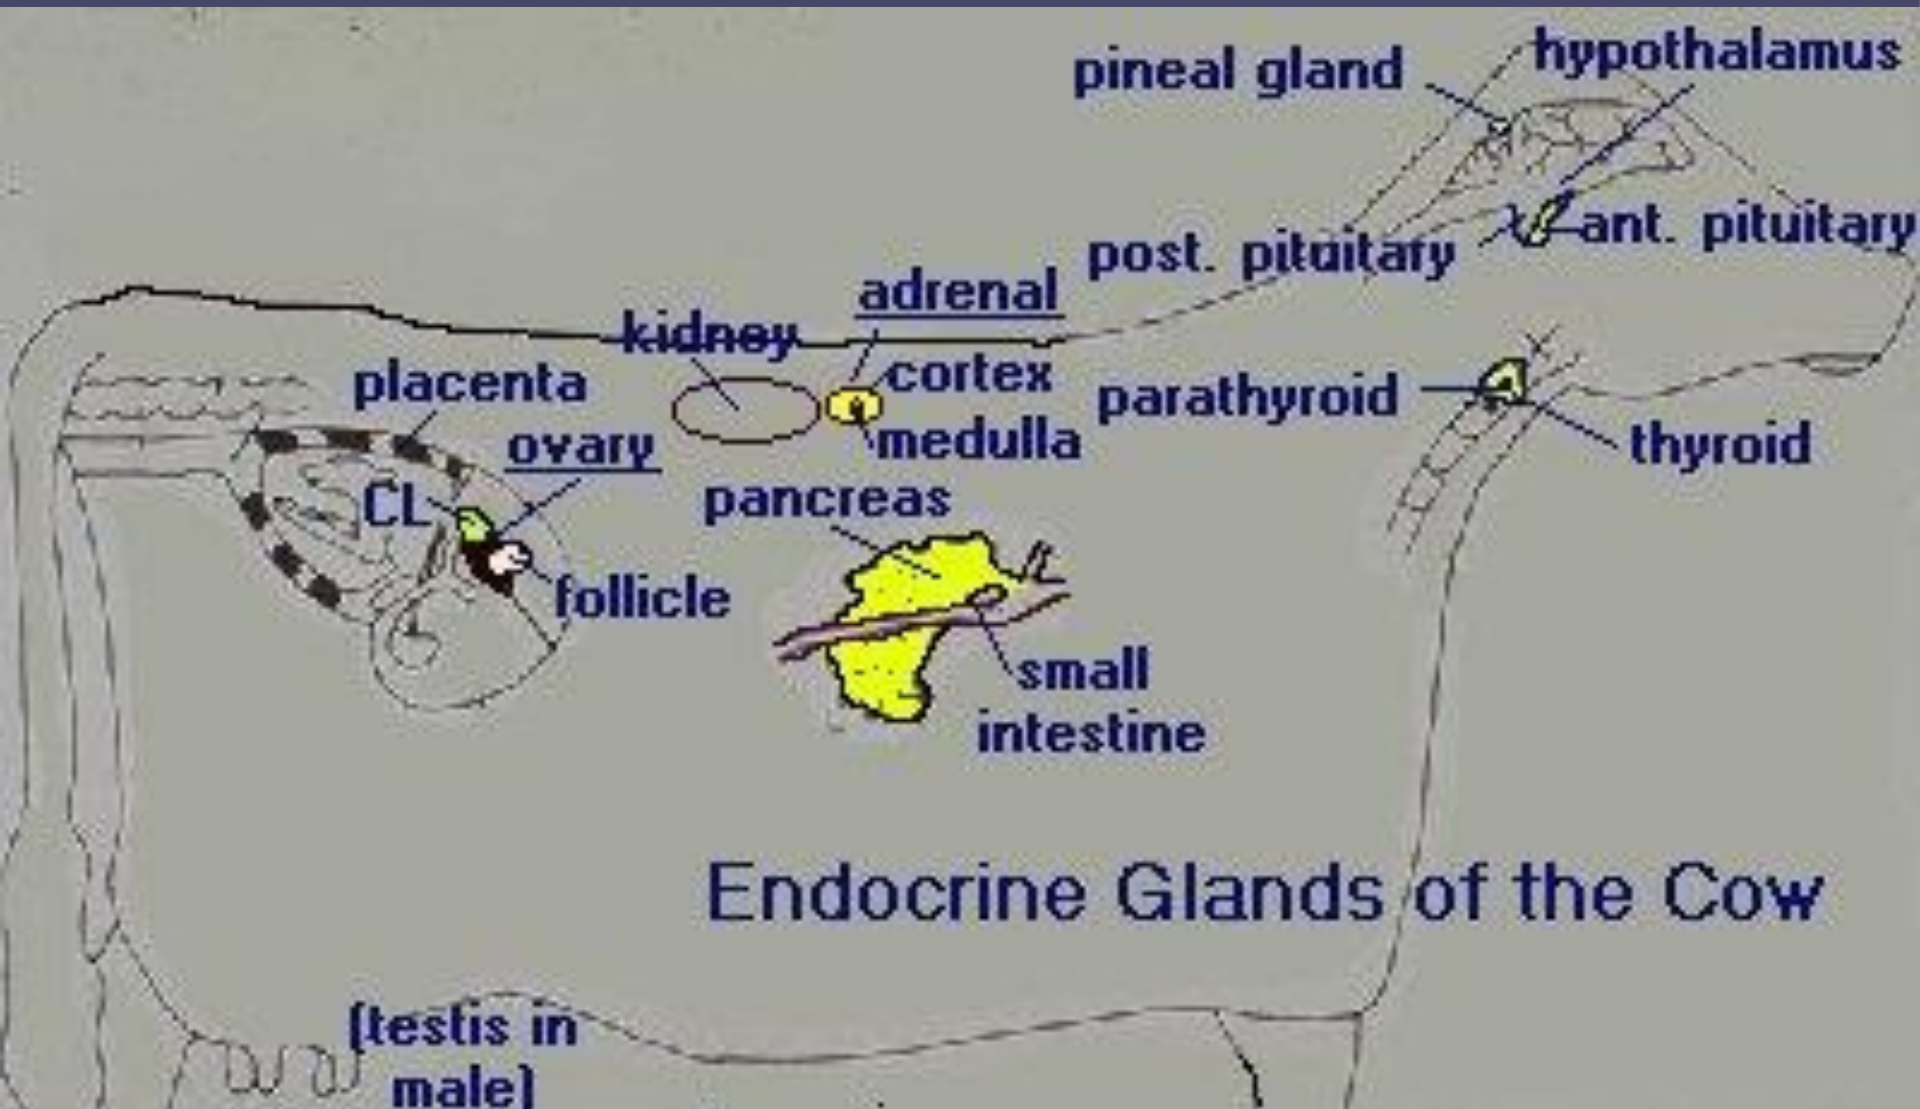 hypothalamus
pineal gland
post. pituitary
ant. pituitary
adrenal
kidney
cortex
medulla
placenta
ovary
CL
parathyroid
thyroid
pancreas
follicle
small
intestine
Endocrine Glands of the Cow
(testis in
male)